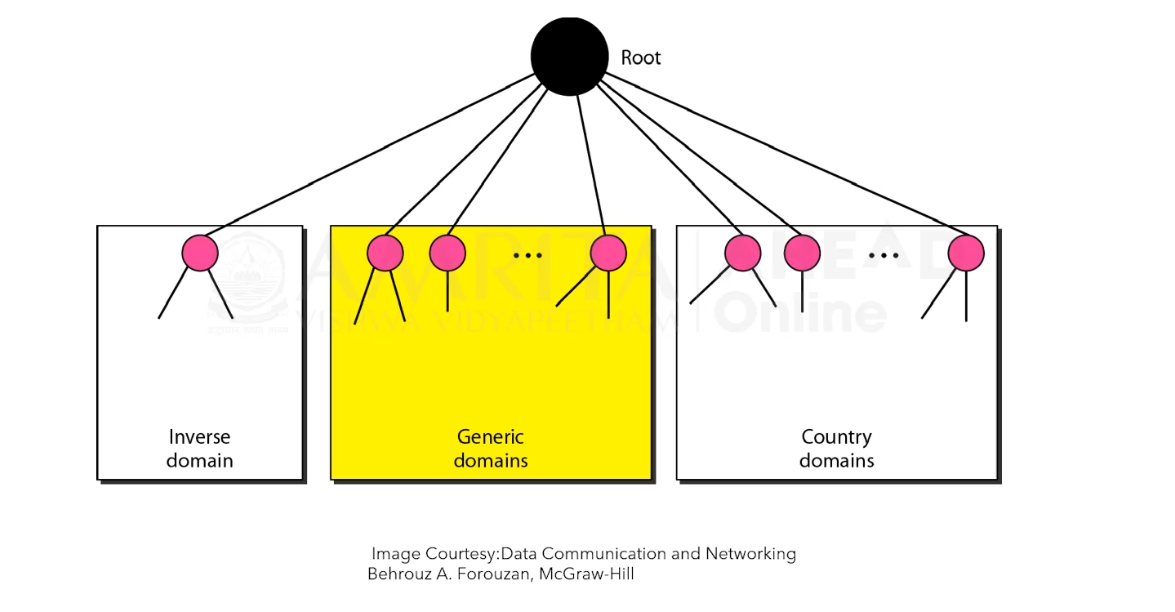 Root
AMRITA
VISHWA VIDYAPEETHAM
AHEAD
Online
Inverse
domain
Generic
domains
Country
domains
Image Courtesy:Data Communication and Networking
Behrouz A. Forouzan, McGraw-Hill